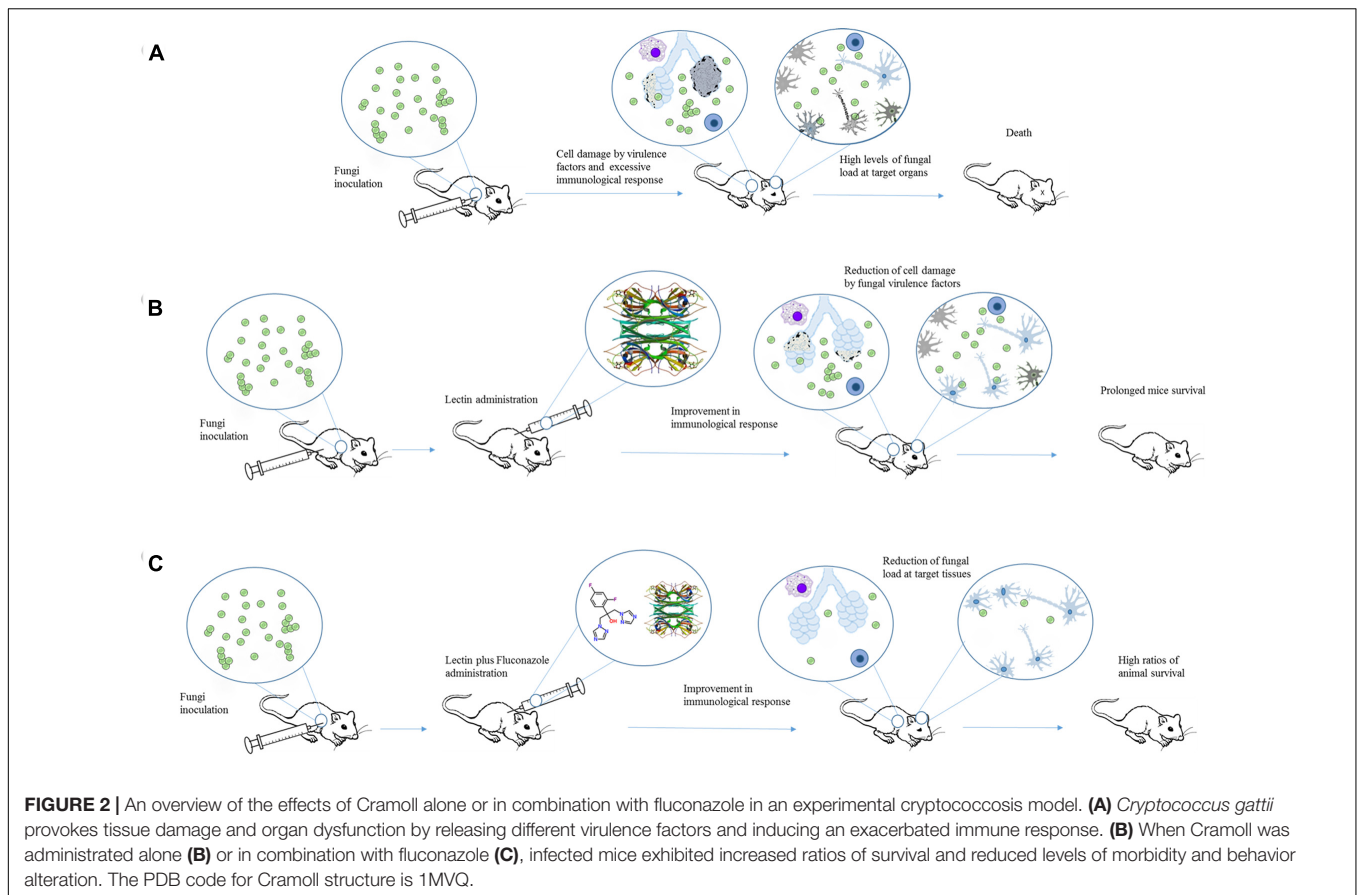 A
Fungi
inoculation
Cell damage by virulence
factors and excessive
immunological response
High levels of fungal
load at target organs
Death
X
B
Fungi
inoculation
Lectin administration
Improvement in
immunological response
Reduction of cell damage
by fungal virulence factors
Prolonged mice survival
C
Fungi
inoculation
Lectin plus Fluconazole
administration
F
F
OH
N
N
N
N
N
N
Improvement in
immunological response
Reduction of fungal
load at target tissues
High ratios of
animal survival
FIGURE 2 | An overview of the effects of Cramoll alone or in combination with fluconazole in an experimental cryptococcosis model. (A) Cryptococcus gattii
provokes tissue damage and organ dysfunction by releasing different virulence factors and inducing an exacerbated immune response. (B) When Cramoll was
administrated alone (B) or in combination with fluconazole (C), infected mice exhibited increased ratios of survival and reduced levels of morbidity and behavior
alteration. The PDB code for Cramoll structure is 1MVQ.